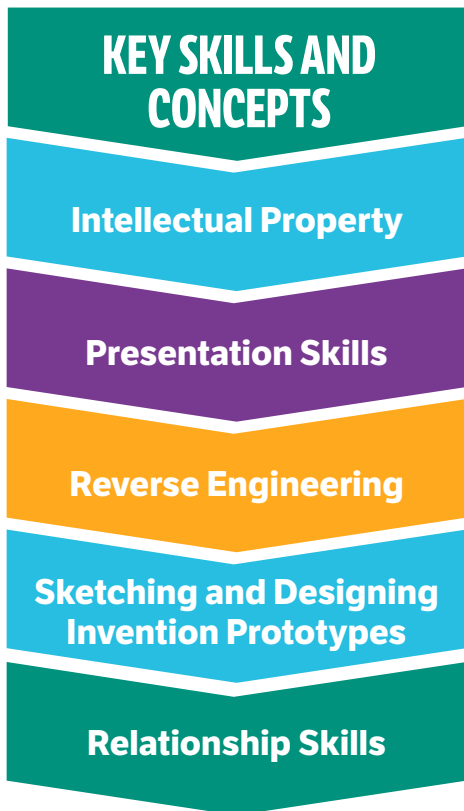 KEY SKILLS AND
CONCEPTS
Intellectual Property
Presentation Skills
Reverse Engineering
Sketching and Designing
Invention Prototypes
Relationship Skills